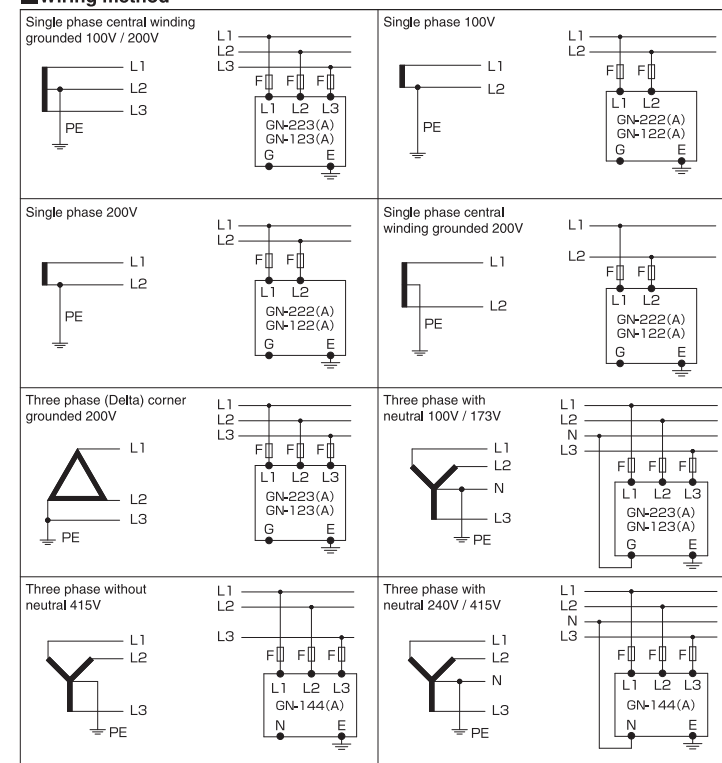 ■Wiring method
Single phase central winding
grounded 100V / 200V
L1
L2
L3
PE
L1
L2
L3
F F F
L1 L2 L3
GN-223(A)
GN-123(A)
G E
Single phase 100V
L1
L2
PE
L1
L2
F F
L1 L2
GN-222(A)
GN-122(A)
G E
Single phase 200V
L1
L2
PE
L1
L2
F F
L1 L2
GN-222(A)
GN-122(A)
G E
Single phase central
winding grounded 200V
L1
L2
PE
L1
L2
F F
L1 L2
GN-222(A)
GN-122(A)
G E
Three phase (Delta) corner
grounded 200V
L1
L2
L3
PE
L1
L2
L3
F F F
L1 L2 L3
GN-223(A)
GN-123(A)
G E
Three phase with
neutral 100V / 173V
L1
L2
N
L3
PE
L1
L2
N
L3
F F F
L1 L2 L3
GN-223(A)
GN-123(A)
G E
Three phase without
neutral 415V
L1
L2
L3
PE
L1
L2
L3
F F F
L1 L2 L3
GN-144(A)
N E
Three phase with
neutral 240V / 415V
L1
L2
N
L3
PE
L1
L2
N
L3
F F F
L1 L2 L3
GN-144(A)
N E